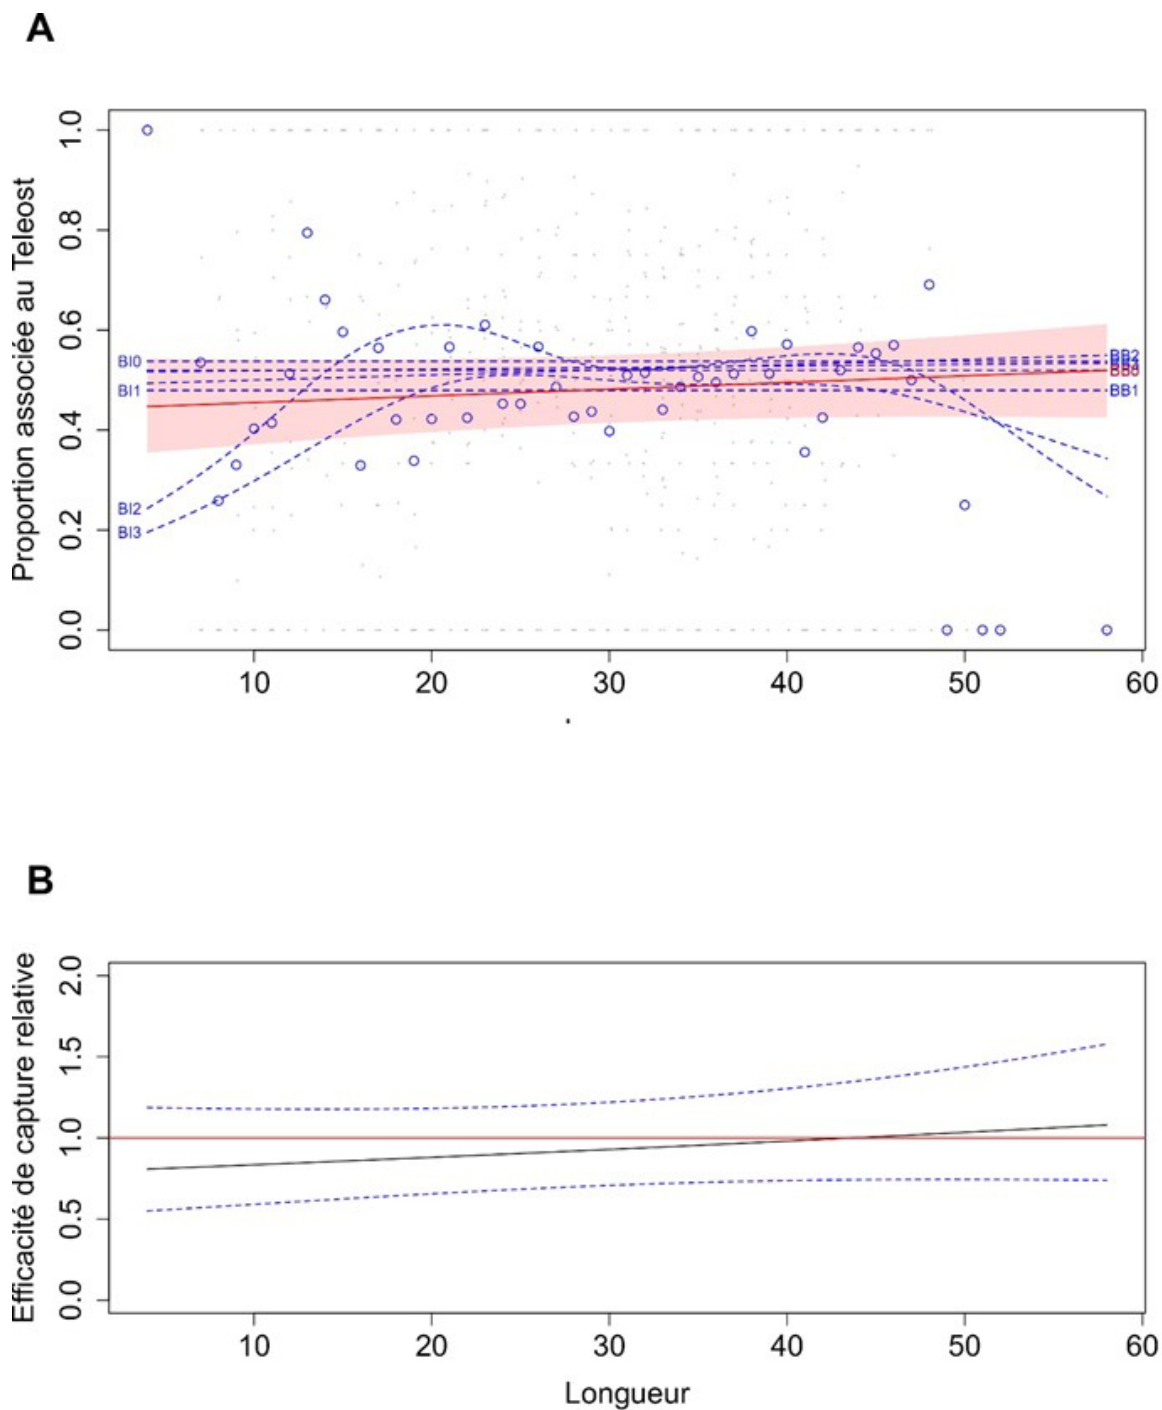 A
Proportion associée au Teleost
1.0
0.8
0.6
0.4
0.2
0.0
BI0
BI1
BI2
BI3
BB2
BB1
10 20 30 40 50 60
B
Efficacité de capture relative
2.0
1.5
1.0
0.5
0.0
10 20 30 40 50 60
Longueur